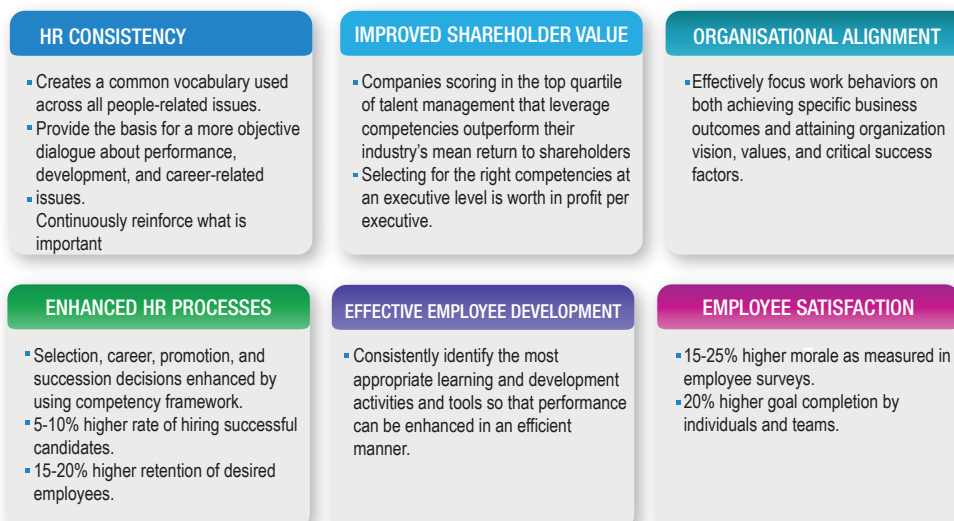 HR CONSISTENCY
Creates a common vocabulary used
across all people-related issues.
Provide the basis for a more objective
dialogue about performance,
development, and career-related
issues.
Continuously reinforce what is
important
IMPROVED SHAREHOLDER VALUE
Companies scoring in the top quartile
of talent management that leverage
competencies outperform their
industry's mean return to shareholders
Selecting for the right competencies at
an executive level is worth in profit per
executive.
ORGANISATIONAL ALIGNMENT
Effectively focus work behaviors on
both achieving specific business
outcomes and attaining organization
vision, values, and critical success
factors.
ENHANCED HR PROCESSES
Selection, career, promotion, and
succession decisions enhanced by
using competency framework.
5-10% higher rate of hiring successful
candidates.
15-20% higher retention of desired
employees.
EFFECTIVE EMPLOYEE DEVELOPMENT
Consistently identify the most
appropriate learning and development
activities and tools so that performance
can be enhanced in an efficient
manner.
EMPLOYEE SATISFACTION
15-25% higher morale as measured in
employee surveys.
20% higher goal completion by
individuals and teams.